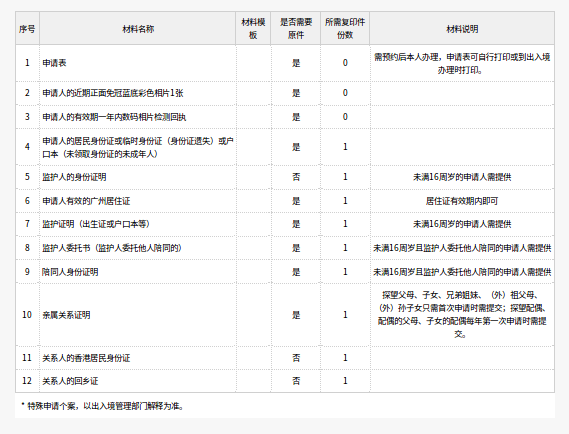 序号 材料名称 材料模板 是否需要原件 所需复印件份数 材料说明
1 申请表 是 0 需预约后本人办理，申请表可自行打印或到出入境办理时打印。
2 申请人的近期正面免冠蓝底彩色相片1张 是 0
3 申请人的有效期一年内数码相片检测回执 是 0
4 申请人的居民身份证或临时身份证（身份证遗失）或户口本（未领取身份证的未成年人） 是 1
5 监护人的身份证明 否 1 未满16周岁的申请人需提供
6 申请人有效的广州居住证 是 1 居住证有效期内即可
7 监护证明（出生证或户口本等） 是 1 未满16周岁的申请人需提供
8 监护人委托书（监护人委托他人陪同的） 是 1 未满16周岁且监护人委托他人陪同的申请人需提供
9 陪同人身份证明 是 1 未满16周岁且监护人委托他人陪同的申请人需提供
10 亲属关系证明 是 1 探望父母、子女、兄弟姐妹、（外）祖父母、（外）孙子女只需首次申请时需提交；探望配偶、配偶的父母、子女的配偶每年第一次申请时需提交。
11 关系人的香港居民身份证 否 1
12 关系人的回乡证 否 1
* 特殊申请个案，以出入境管理部门解释为准。